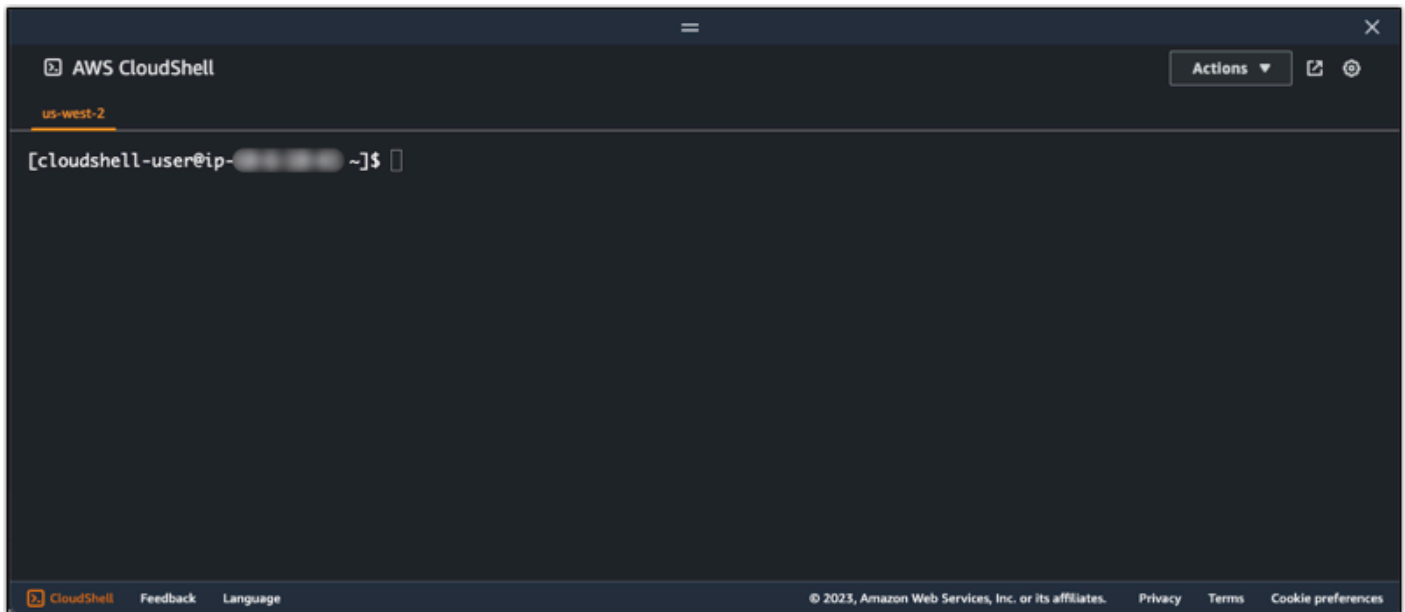 AWS CloudShell
Actions
us-west-2
[cloudshell-user@ip- ~]$
CloudShell Feedback Language © 2023, Amazon Web Services, Inc. or its affiliates. Privacy Terms Cookie preferences